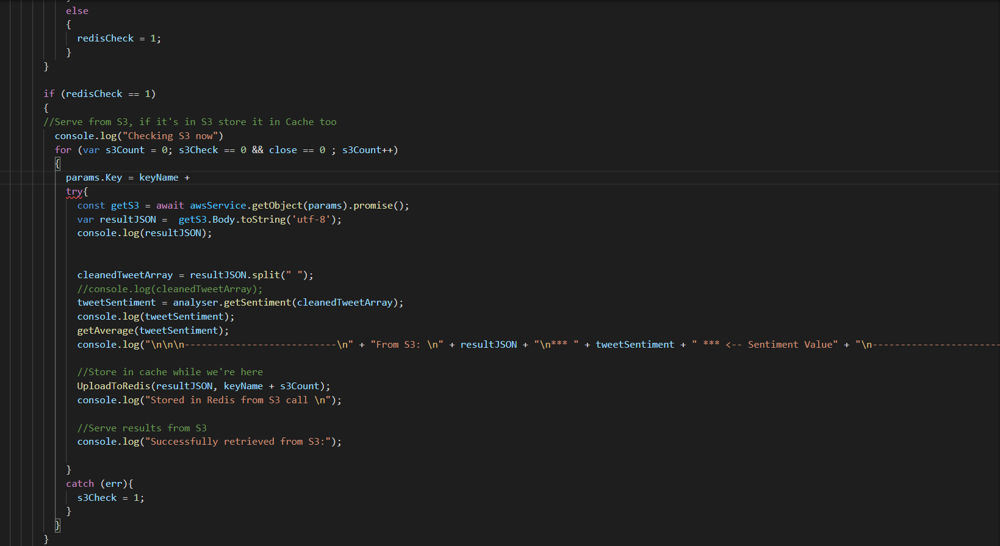 }
else
{
redisCheck = 1;
}
}
if (redisCheck == 1)
{
//Serve from S3, if it's in S3 store it in Cache too
console.log("Checking S3 now")
for (var s3Count = 0; s3Check == 0 && close == 0 ; s3Count++)
{
params.Key = keyName +
try{
const getS3 = await awsService.getObject(params).promise();
var resultJSON =  getS3.Body.toString('utf-8');
console.log(resultJSON);
cleanedTweetArray = resultJSON.split(" ");
//console.log(cleanedTweetArray);
tweetSentiment = analyser.getSentiment(cleanedTweetArray);
console.log(tweetSentiment);
getAverage(tweetSentiment);
console.log("\n\n\n---------------------------\n" + "From S3: \n" + resultJSON + "\n*** " + tweetSentiment + " *** <-- Sentiment Value" + "\n-----------------------
//Store in cache while we're here
UploadToRedis(resultJSON, keyName + s3Count);
console.log("Stored in Redis from S3 call \n");
//Serve results from S3
console.log("Successfully retrieved from S3:");
}
catch (err){
s3Check = 1;
}
}
}